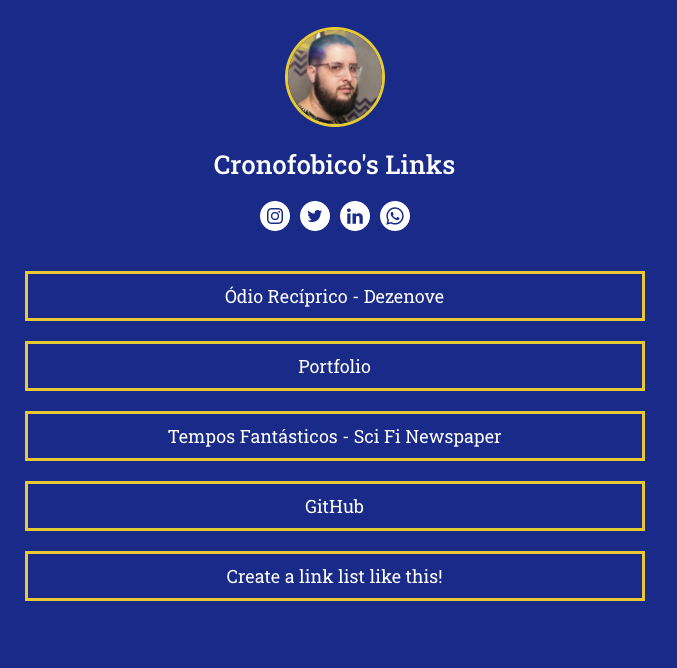 Cronofobico's Links
Ódio Recíprico - Dezenove
Portfolio
Tempos Fantásticos - Sci Fi Newspaper
GitHub
Create a link list like this!